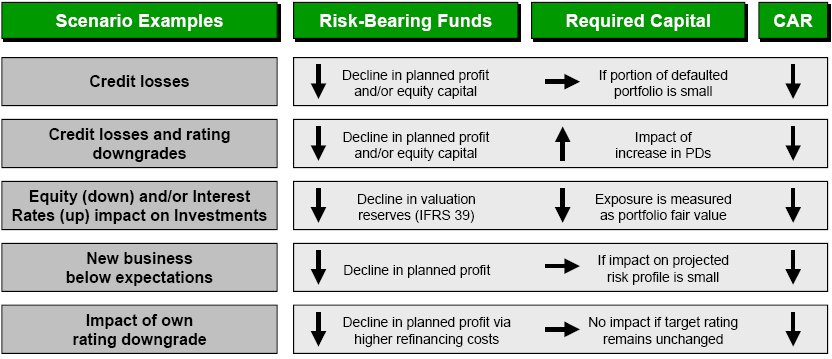 Scenario Examples
Risk-Bearing Funds
Required Capital
CAR
Credit losses
Decline in planned profit
and/or equity capital
If portion of defaulted
portfolio is small
Credit losses and rating
downgrades
Decline in planned profit
and/or equity capital
Impact of
increase in PDs
Equity (down) and/or Interest
Rates (up) impact on Investments
Decline in valuation
reserves (IFRS 39)
Exposure is measured
as portfolio fair value
New business
below expectations
Decline in planned profit
If impact on projected
risk profile is small
Impact of own
rating downgrade
Decline in planned profit via
higher refinancing costs
No impact if target rating
remains unchanged